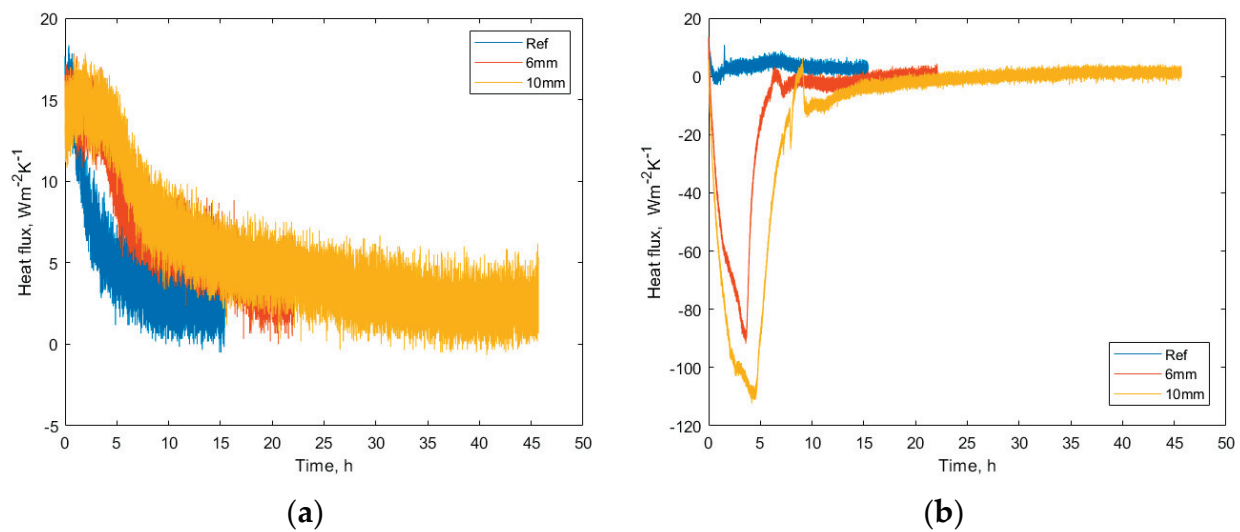 20
15
10
5
0
-5
Heat flux, Wm⁻²K⁻¹
Ref
6mm
10mm
0 5 10 15 20 25 30 35 40 45 50
Time, h
(a)
20
0
-20
-40
-60
-80
-100
-120
Heat flux, Wm⁻²K⁻¹
Ref
6mm
10mm
0 5 10 15 20 25 30 35 40 45 50
Time, h
(b)